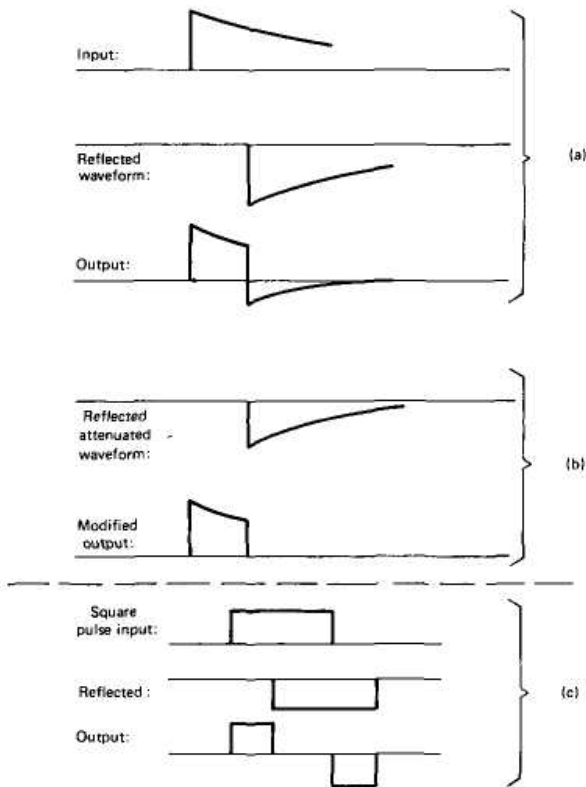 Input:
(a)
Reflected
waveform:
Output:
Reflected
attenuated
waveform:
(b)
Modified
output:
Square
pulse input:
Reflected :
(c)
Output: